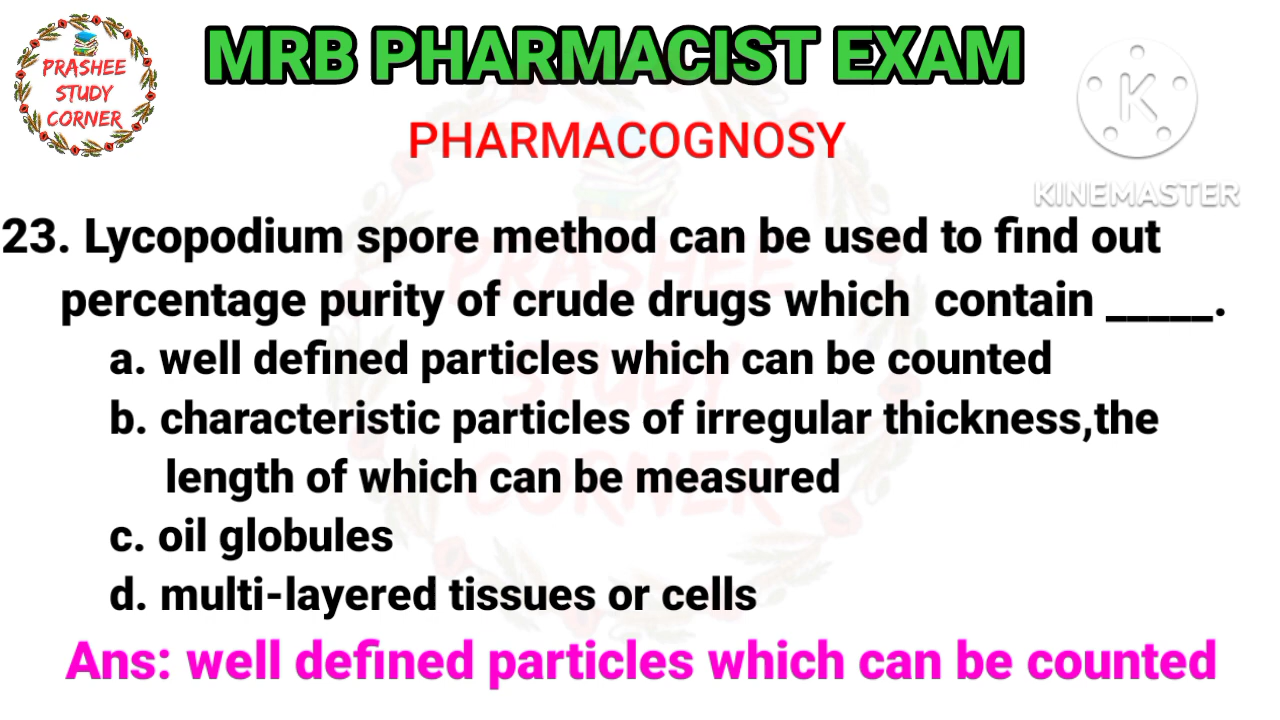 PRASHEE
STUDY
CORNER
MRB PHARMACIST EXAM
K
KINEMASTER
PHARMACOGNOSY
23. Lycopodium spore method can be used to find out
percentage purity of crude drugs which contain _____.
a. well defined particles which can be counted
b. characteristic particles of irregular thickness,the
length of which can be measured
c. oil globules
d. multi-layered tissues or cells
Ans: well defined particles which can be counted
PRASHEE
STUDY
CORNER